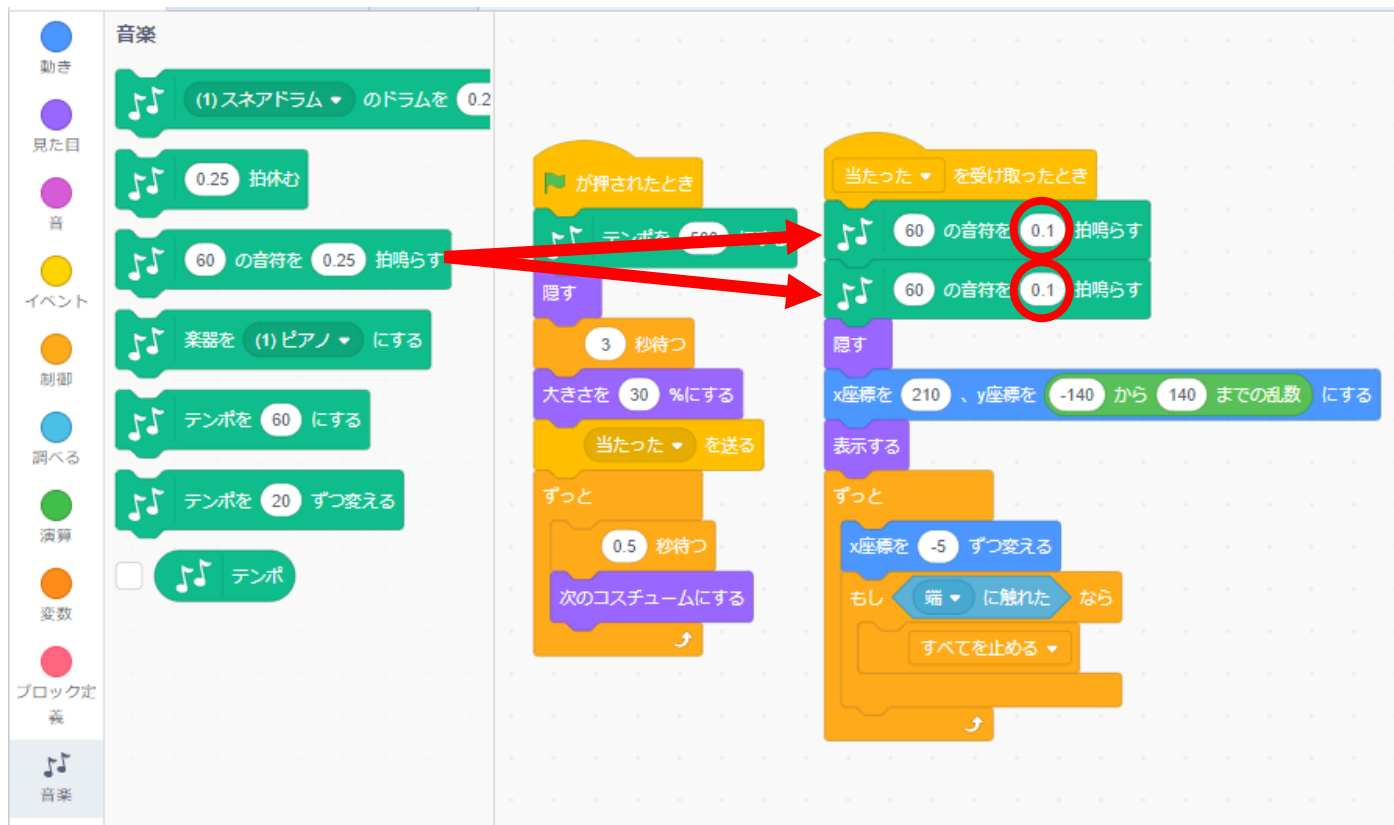 動き
見た目
音
イベント
制御
調べる
演算
変数
ブロック定
義
音楽
音楽
(1) スネアドラム のドラムを 0.2
0.25 拍休む
60 の音符を 0.25 拍鳴らす
楽器を (1) ピアノ にする
テンポを 60 にする
テンポを 20 ずつ変える
テンポ
が押されたとき
テンポを
隠す
3 秒待つ
大きさを 30 %にする
当たった を送る
ずっと
0.5 秒待つ
次のコスチュームにする
当たった を受け取ったとき
60 の音符を 0.1 拍鳴らす
60 の音符を 0.1 拍鳴らす
隠す
x座標を 210 、y座標を -140 から 140 までの乱数 にする
表示する
ずっと
x座標を -5 ずつ変える
もし 端 に触れた なら
すべてを止める